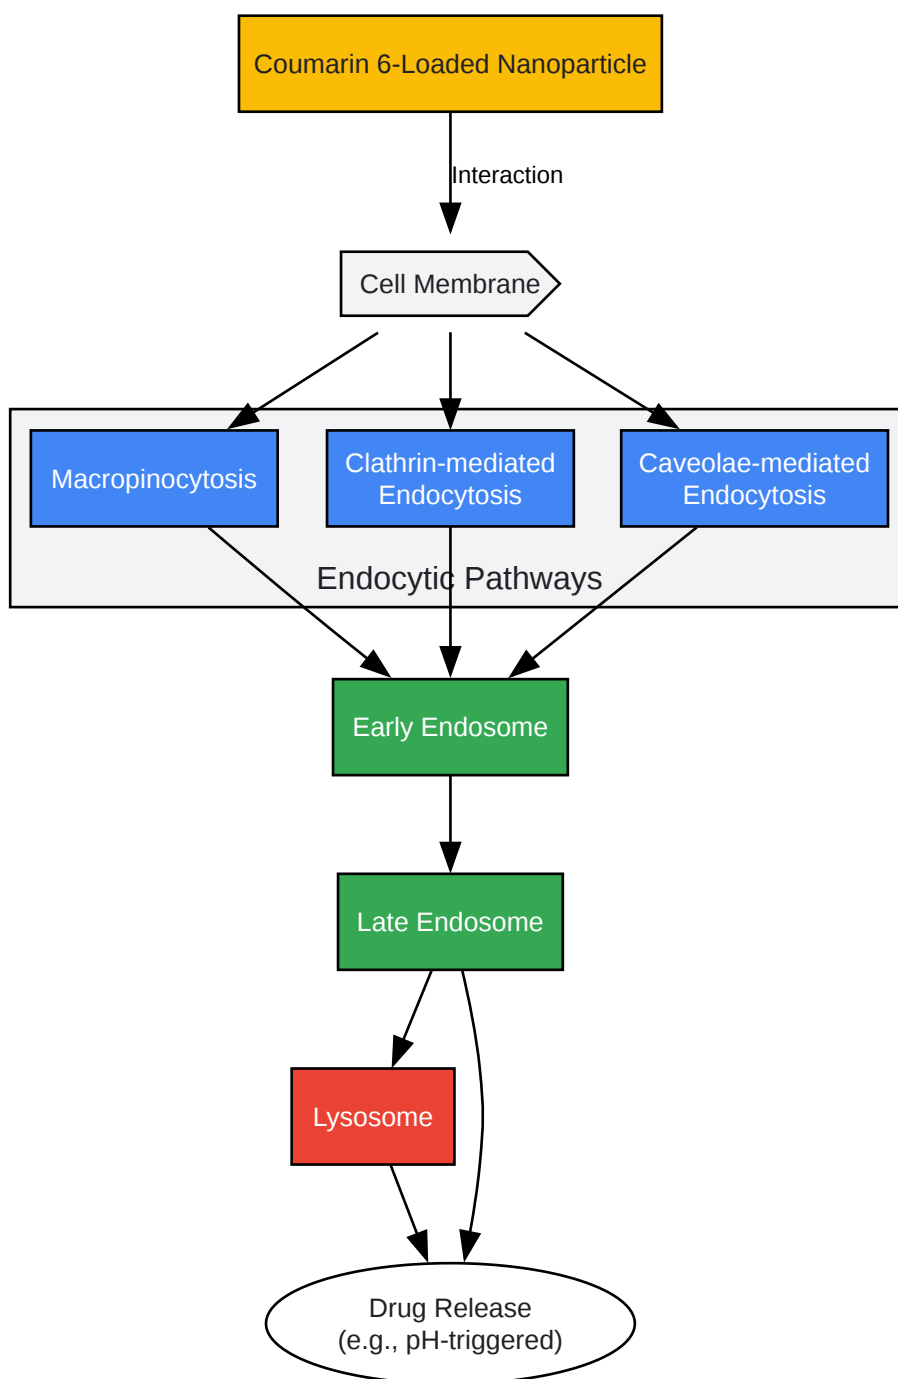 Coumarin 6-Loaded Nanoparticle
Interaction
Cell Membrane
Macropinocytosis
Clathrin-mediated
Endocytosis
Caveolae-mediated
Endocytosis
Endocytic Pathways
Early Endosome
Late Endosome
Lysosome
Drug Release
(e.g., pH-triggered)